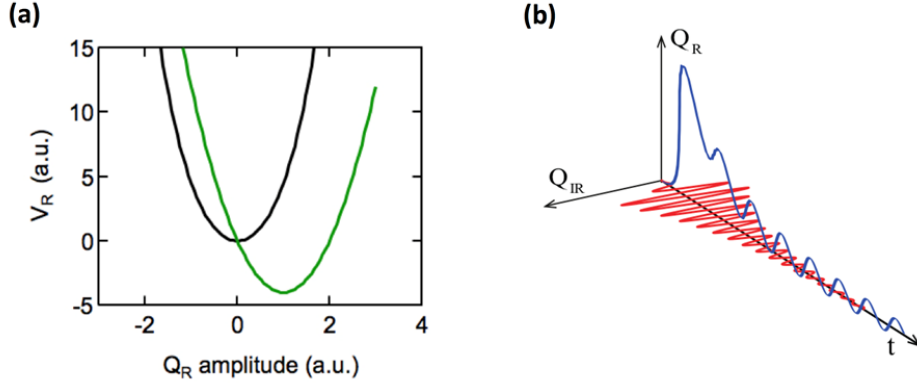 (a)
15
10
5
0
-5
V_R (a.u.)
-2
0
2
4
Q_R amplitude (a.u.)
(b)
Q_R
Q_IR
t